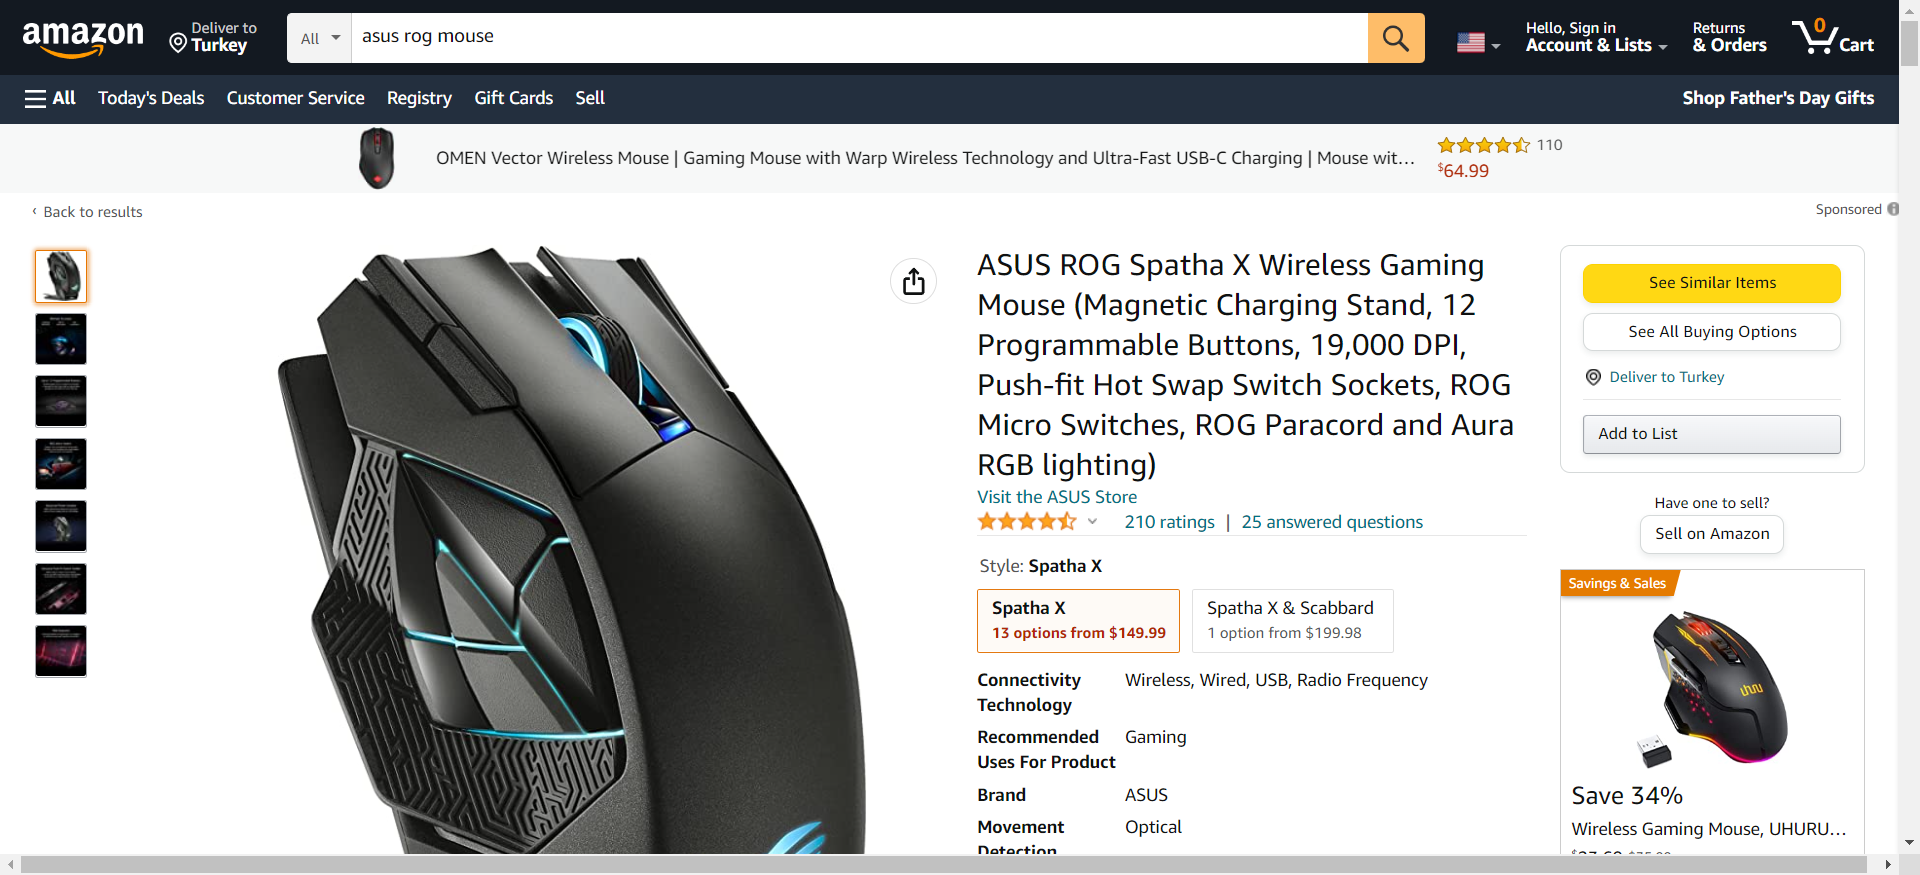 amazon
Deliver to
Turkey
All
asus rog mouse
Hello, Sign in
Account & Lists
Returns
& Orders
0
Cart
All
Today's Deals
Customer Service
Registry
Gift Cards
Sell
Shop Father's Day Gifts
OMEN Vector Wireless Mouse | Gaming Mouse with Warp Wireless Technology and Ultra-Fast USB-C Charging | Mouse wit...
110
$64.99
‹ Back to results
Sponsored
ASUS ROG Spatha X Wireless Gaming
Mouse (Magnetic Charging Stand, 12
Programmable Buttons, 19,000 DPI,
Push-fit Hot Swap Switch Sockets, ROG
Micro Switches, ROG Paracord and Aura
RGB lighting)
Visit the ASUS Store
210 ratings | 25 answered questions
Style: Spatha X
Spatha X
13 options from $149.99
Spatha X & Scabbard
1 option from $199.98
Connectivity
Technology
Wireless, Wired, USB, Radio Frequency
Recommended
Uses For Product
Gaming
Brand
ASUS
Movement
Detection
Optical
See Similar Items
See All Buying Options
Deliver to Turkey
Add to List
Have one to sell?
Sell on Amazon
Savings & Sales
uhuru
Save 34%
Wireless Gaming Mouse, UHURU...